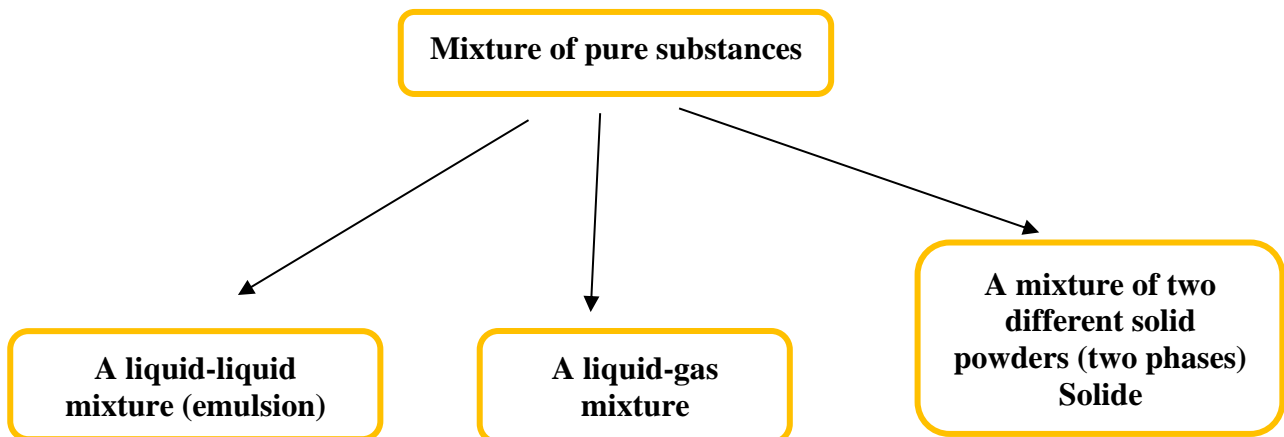 Mixture of pure substances
A liquid-liquid
mixture (emulsion)
A liquid-gas
mixture
A mixture of two
different solid
powders (two phases)
Solide